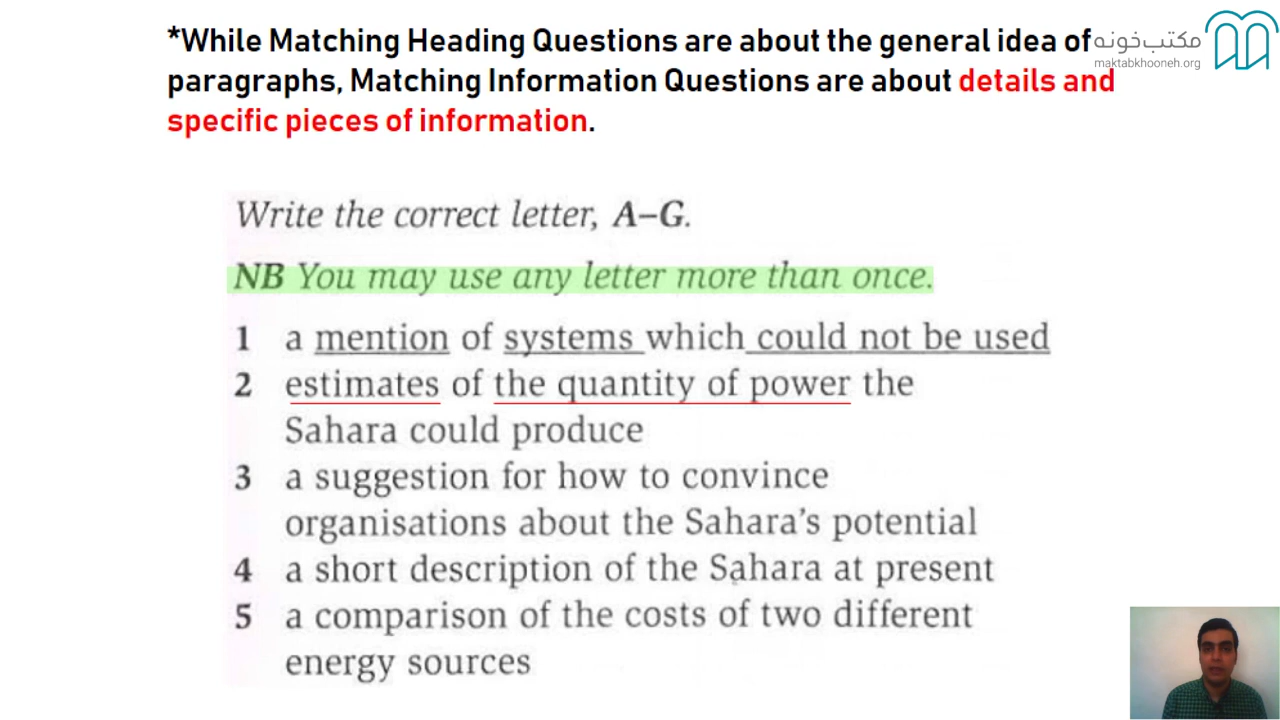 *While Matching Heading Questions are about the general idea of
paragraphs, Matching Information Questions are about details and
specific pieces of information.
مکتب‌خونه
maktabkhooneh.org
Write the correct letter, A–G.
NB You may use any letter more than once.
1 a mention of systems which could not be used
2 estimates of the quantity of power the
Sahara could produce
3 a suggestion for how to convince
organisations about the Sahara's potential
4 a short description of the Sahara at present
5 a comparison of the costs of two different
energy sources